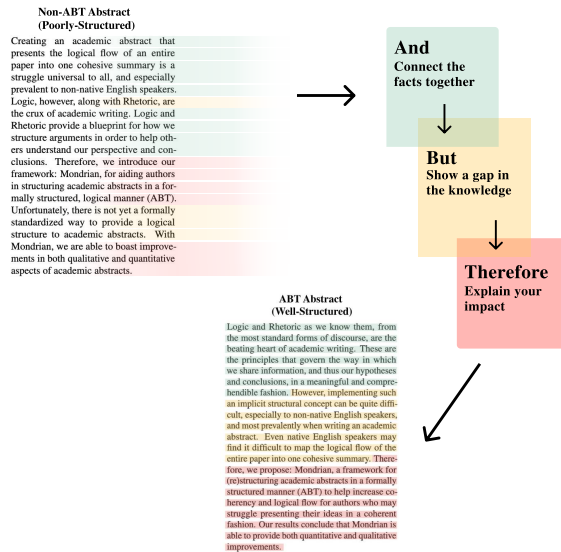 Non-ABT Abstract
(Poorly-Structured)
Creating an academic abstract that
presents the logical flow of an entire
paper into one cohesive summary is a
struggle universal to all, and especially
prevalent to non-native English speakers.
Logic, however, along with Rhetoric, are
the crux of academic writing. Logic and
Rhetoric provide a blueprint for how we
structure arguments in order to help oth-
ers understand our perspective and con-
clusions. Therefore, we introduce our
framework: Mondrian, for aiding authors
in structuring academic abstracts in a for-
mally structured, logical manner (ABT).
Unfortunately, there is not yet a formally
standardized way to provide a logical
structure to academic abstracts. With
Mondrian, we are able to boast improve-
ments in both qualitative and quantitative
aspects of academic abstracts.
And
Connect the
facts together
But
Show a gap in
the knowledge
Therefore
Explain your
impact
ABT Abstract
(Well-Structured)
Logic and Rhetoric as we know them, from
the most standard forms of discourse, are the
beating heart of academic writing. These are
the principles that govern the way in which
we share information, and thus our hypotheses
and conclusions, in a meaningful and compre-
hendible fashion. However, implementing such
an implicit structural concept can be quite diffi-
cult, especially to non-native English speakers,
and most prevalently when writing an academic
abstract. Even native English speakers may
find it difficult to map the logical flow of the
entire paper into one cohesive summary. There-
fore, we propose: Mondrian, a framework for
(re)structuring academic abstracts in a formally
structured manner (ABT) to help increase co-
herency and logical flow for authors who may
struggle presenting their ideas in a coherent
fashion. Our results conclude that Mondrian is
able to provide both quantitative and qualitative
improvements.